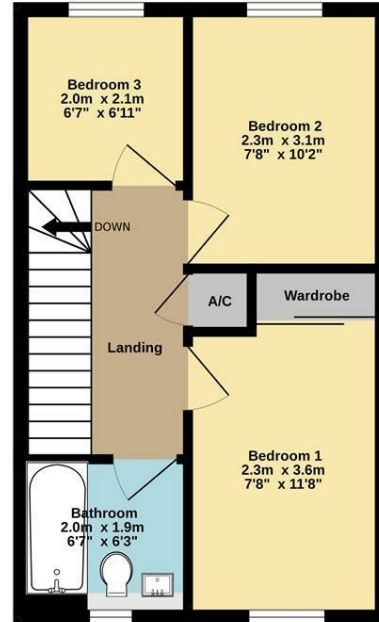 Bedroom 3
2.0m x 2.1m
6'7" x 6'11"
Bedroom 2
2.3m x 3.1m
7'8" x 10'2"
DOWN
A/C
Wardrobe
Landing
Bedroom 1
2.3m x 3.6m
7'8" x 11'8"
Bathroom
2.0m x 1.9m
6'7" x 6'3"